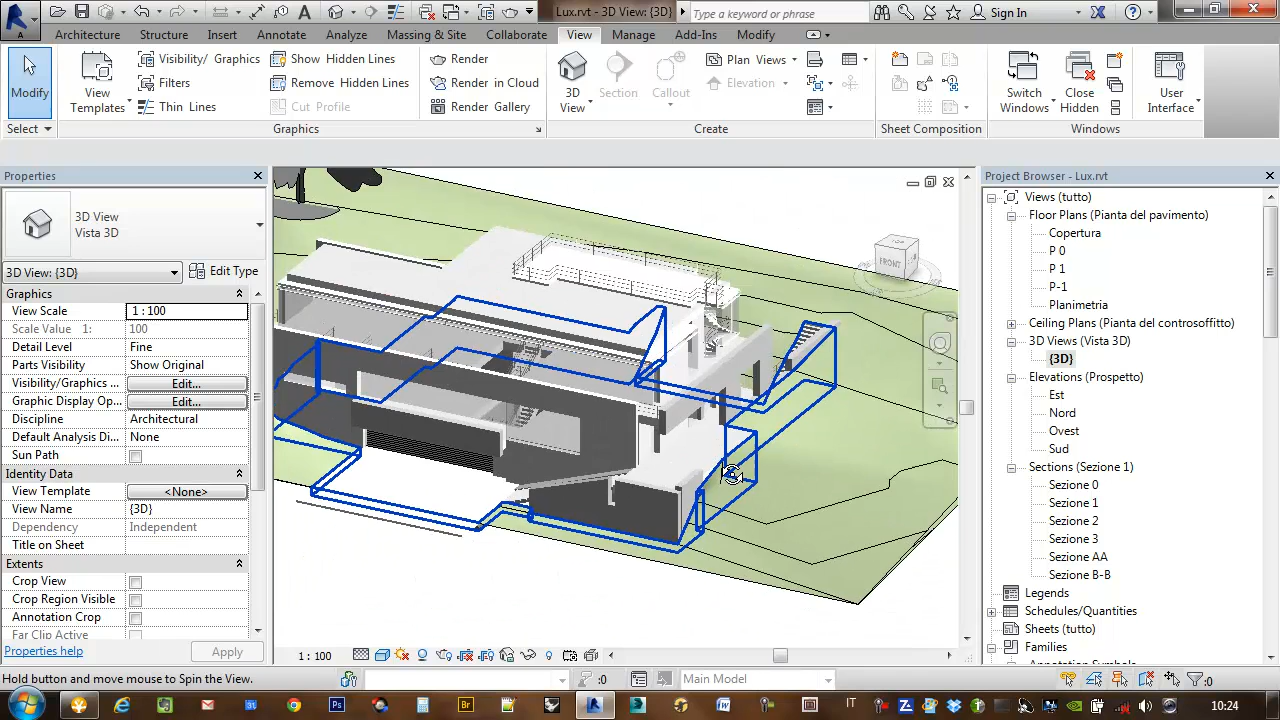 Lux.rvt - 3D View: {3D}
Type a keyword or phrase
Sign In
Architecture
Structure
Insert
Annotate
Analyze
Massing & Site
Collaborate
View
Manage
Add-Ins
Modify
Modify
Select
View Templates
Visibility/ Graphics
Filters
Thin Lines
Show Hidden Lines
Remove Hidden Lines
Cut Profile
Render
Render in Cloud
Render Gallery
Graphics
3D View
Section
Callout
Plan Views
Elevation
Create
Sheet Composition
Switch Windows
Close Hidden
User Interface
Windows
Properties
3D View
Vista 3D
3D View: {3D}
Edit Type
Graphics
View Scale 1 : 100
Scale Value 1: 100
Detail Level Fine
Parts Visibility Show Original
Visibility/Graphics ... Edit...
Graphic Display Op... Edit...
Discipline Architectural
Default Analysis Di... None
Sun Path
Identity Data
View Template <None>
View Name {3D}
Dependency Independent
Title on Sheet
Extents
Crop View
Crop Region Visible
Annotation Crop
Far Clip Active
Properties help
Apply
FRONT
1 : 100
Project Browser - Lux.rvt
Views (tutto)
Floor Plans (Pianta del pavimento)
Copertura
P 0
P 1
P-1
Planimetria
Ceiling Plans (Pianta del controsoffitto)
3D Views (Vista 3D)
{3D}
Elevations (Prospetto)
Est
Nord
Ovest
Sud
Sections (Sezione 1)
Sezione 0
Sezione 1
Sezione 2
Sezione 3
Sezione AA
Sezione B-B
Legends
Schedules/Quantities
Sheets (tutto)
Families
Annotation Symbols
Hold button and move mouse to Spin the View.
:0
Main Model
:0
IT
10:24